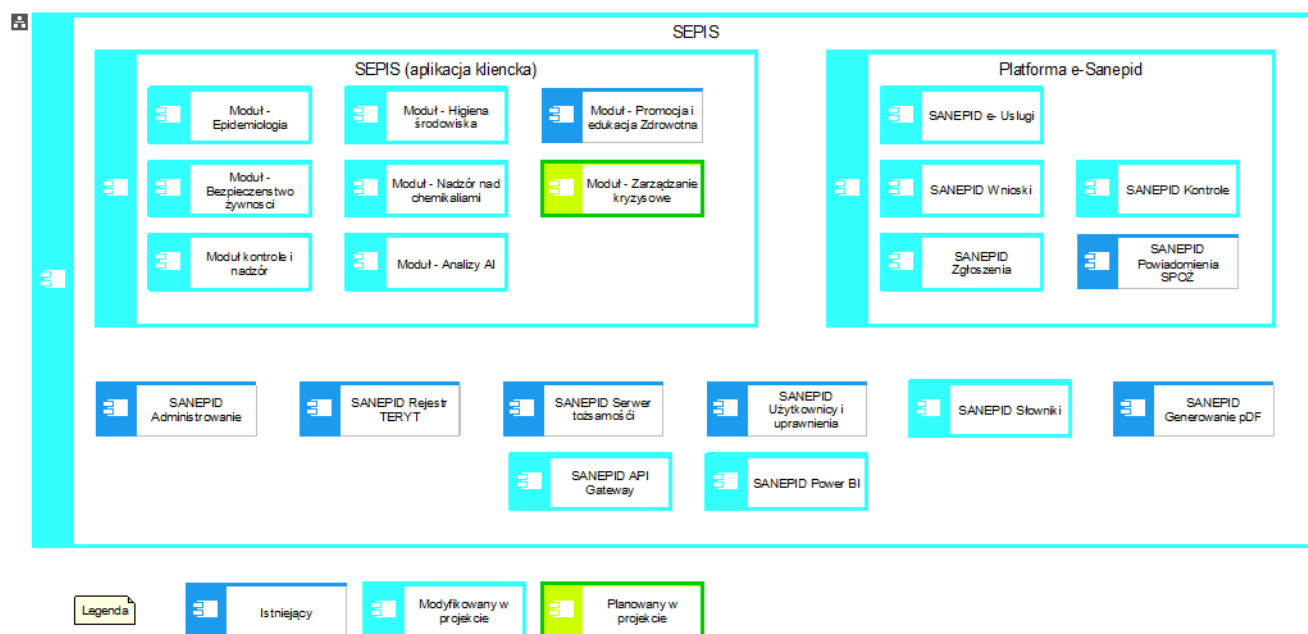 SEPIS
SEPIS (aplikacja kliencka)
Platforma e-Sanepid
Moduł -
Epidemiologia
Moduł - Higiena
środowiska
Moduł - Promocja i
edukacja Zdrowotna
SANEPID e- Usługi
Moduł -
Bezpieczenstwo
żywnosci
Moduł - Nadzór nad
chemikaliami
Moduł - Zarządzanie
kryzysowe
SANEPID Wnioski
SANEPID Kontrole
Moduł kontrole i
nadzór
Moduł - Analizy AI
SANEPID
Zgłoszenia
SANEPID
Powiadomienia
SPOŻ
SANEPID
Administrowanie
SANEPID Rejestr
TERYT
SANEPID Serwer
tożsamośći
SANEPID
Użytkownicy i
uprawnienia
SANEPID Słowniki
SANEPID
Generowanie pDF
SANEPID API
Gateway
SANEPID Power BI
Legenda
Istniejący
Modyfikowany w
projekcie
Planowany w
projekcie